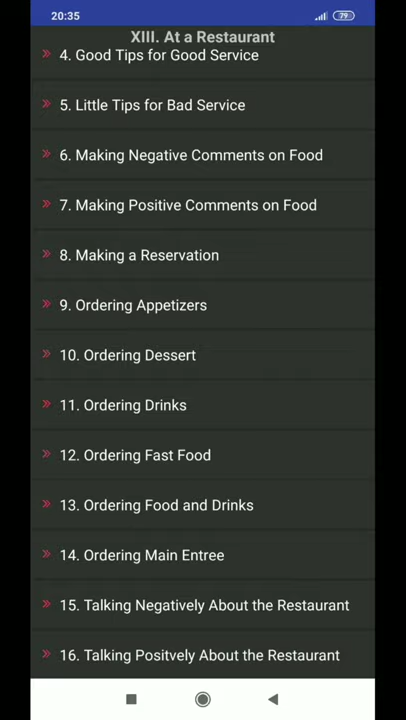 20:35
79
XIII. At a Restaurant
4. Good Tips for Good Service
5. Little Tips for Bad Service
6. Making Negative Comments on Food
7. Making Positive Comments on Food
8. Making a Reservation
9. Ordering Appetizers
10. Ordering Dessert
11. Ordering Drinks
12. Ordering Fast Food
13. Ordering Food and Drinks
14. Ordering Main Entree
15. Talking Negatively About the Restaurant
16. Talking Positvely About the Restaurant